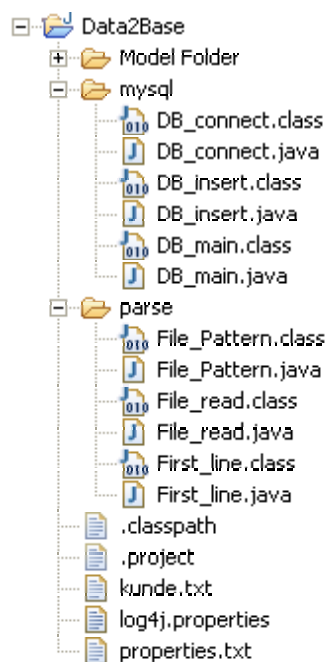 Data2Base
Model Folder
mysql
DB_connect.class
DB_connect.java
DB_insert.class
DB_insert.java
DB_main.class
DB_main.java
parse
File_Pattern.class
File_Pattern.java
File_read.class
File_read.java
First_line.class
First_line.java
.classpath
.project
kunde.txt
log4j.properties
properties.txt